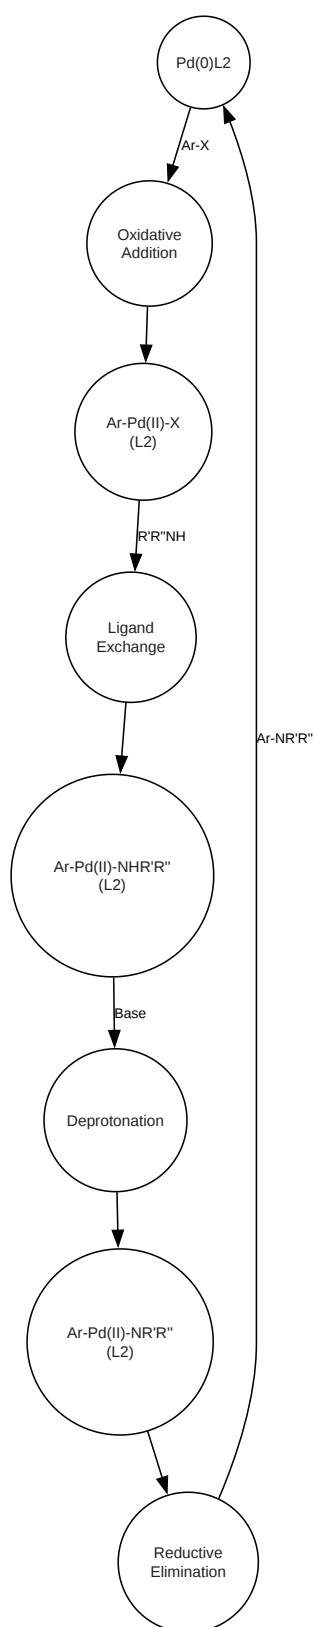 Pd(0)L2
Ar-X
Oxidative
Addition
Ar-Pd(II)-X
(L2)
R'R"NH
Ligand
Exchange
Ar-NR'R"
Ar-Pd(II)-NHR'R"
(L2)
Base
Deprotonation
Ar-Pd(II)-NR'R"
(L2)
Reductive
Elimination